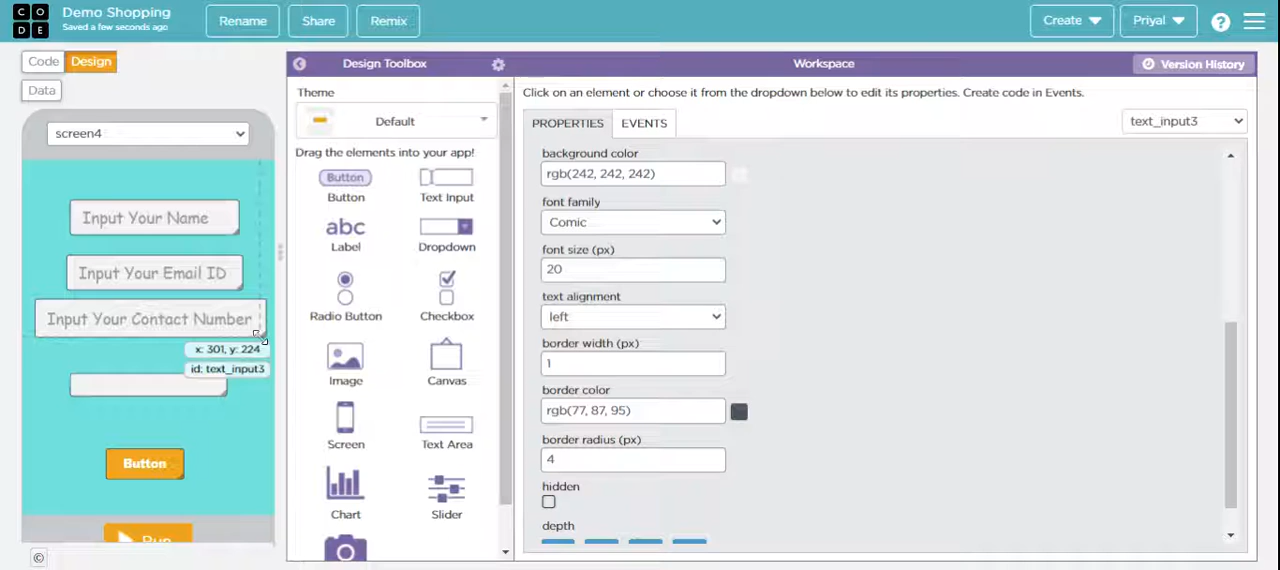 CO
DE
Demo Shopping
Saved a few seconds ago
Rename
Share
Remix
Create
Priyal
?
Code
Design
Data
Design Toolbox
Workspace
Version History
screen4
Theme
Default
Drag the elements into your app!
Button
Button
Text Input
abc
Label
Dropdown
Radio Button
Checkbox
Image
Canvas
Screen
Text Area
Chart
Slider
Input Your Name
Input Your Email ID
Input Your Contact Number
x: 301, y: 224
id: text_input3
Button
Run
©
Click on an element or choose it from the dropdown below to edit its properties. Create code in Events.
PROPERTIES
EVENTS
text_input3
background color
rgb(242, 242, 242)
font family
Comic
font size (px)
20
text alignment
left
border width (px)
1
border color
rgb(77, 87, 95)
border radius (px)
4
hidden
depth